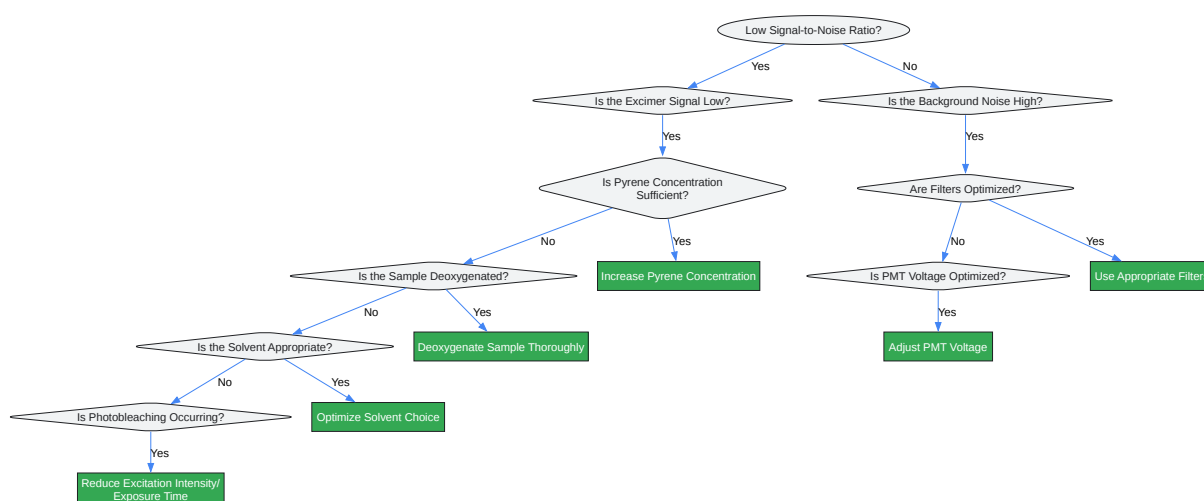 Low Signal-to-Noise Ratio?
Yes
No
Is the Excimer Signal Low?
Is the Background Noise High?
Yes
Yes
Is Pyrene Concentration
Sufficient?
Are Filters Optimized?
No
Yes
No
Yes
Is the Sample Deoxygenated?
Increase Pyrene Concentration
Is PMT Voltage Optimized?
Use Appropriate Filters
No
Yes
Yes
Is the Solvent Appropriate?
Deoxygenate Sample Thoroughly
Adjust PMT Voltage
No
Yes
Is Photobleaching Occurring?
Optimize Solvent Choice
Yes
Reduce Excitation Intensity/
Exposure Time